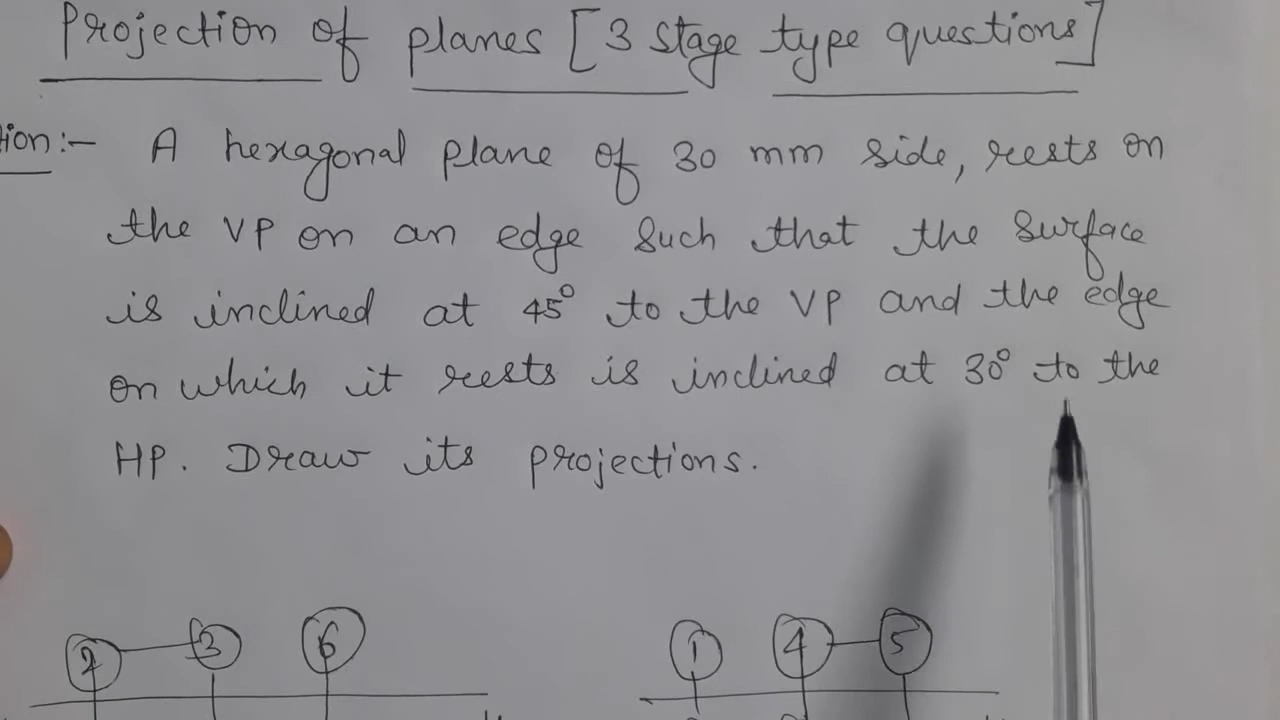 Projection of planes [3 stage type questions]
tion:- A hexagonal plane of 30 mm side, rests on
the VP on an edge such that the surface
is inclined at 45° to the VP and the edge
on which it rests is inclined at 30° to the
HP. Draw its projections.
2 3 6 1 4 5